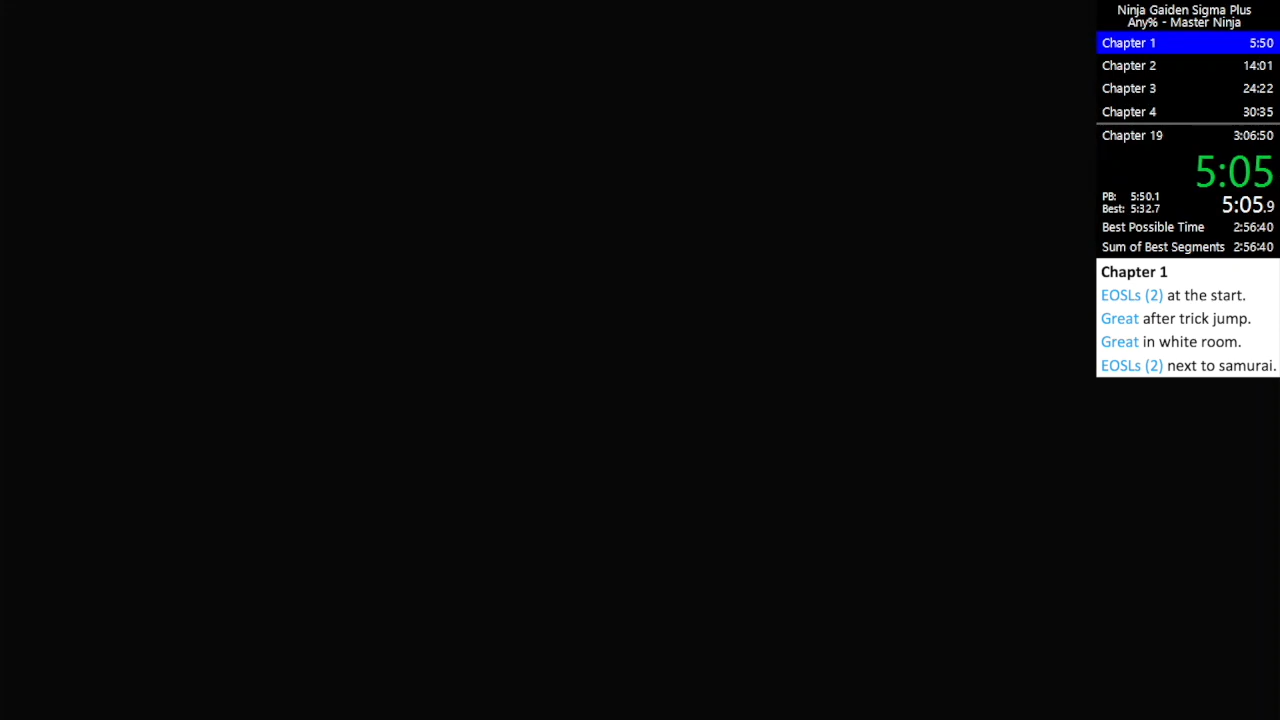 Ninja Gaiden Sigma Plus
Any% - Master Ninja
Chapter 1 5:50
Chapter 2 14:01
Chapter 3 24:22
Chapter 4 30:35
Chapter 19 3:06:50
5:05
PB: 5:50.1
Best: 5:32.7
5:05.9
Best Possible Time 2:56:40
Sum of Best Segments 2:56:40
Chapter 1
EOSLs (2) at the start.
Great after trick jump.
Great in white room.
EOSLs (2) next to samurai.